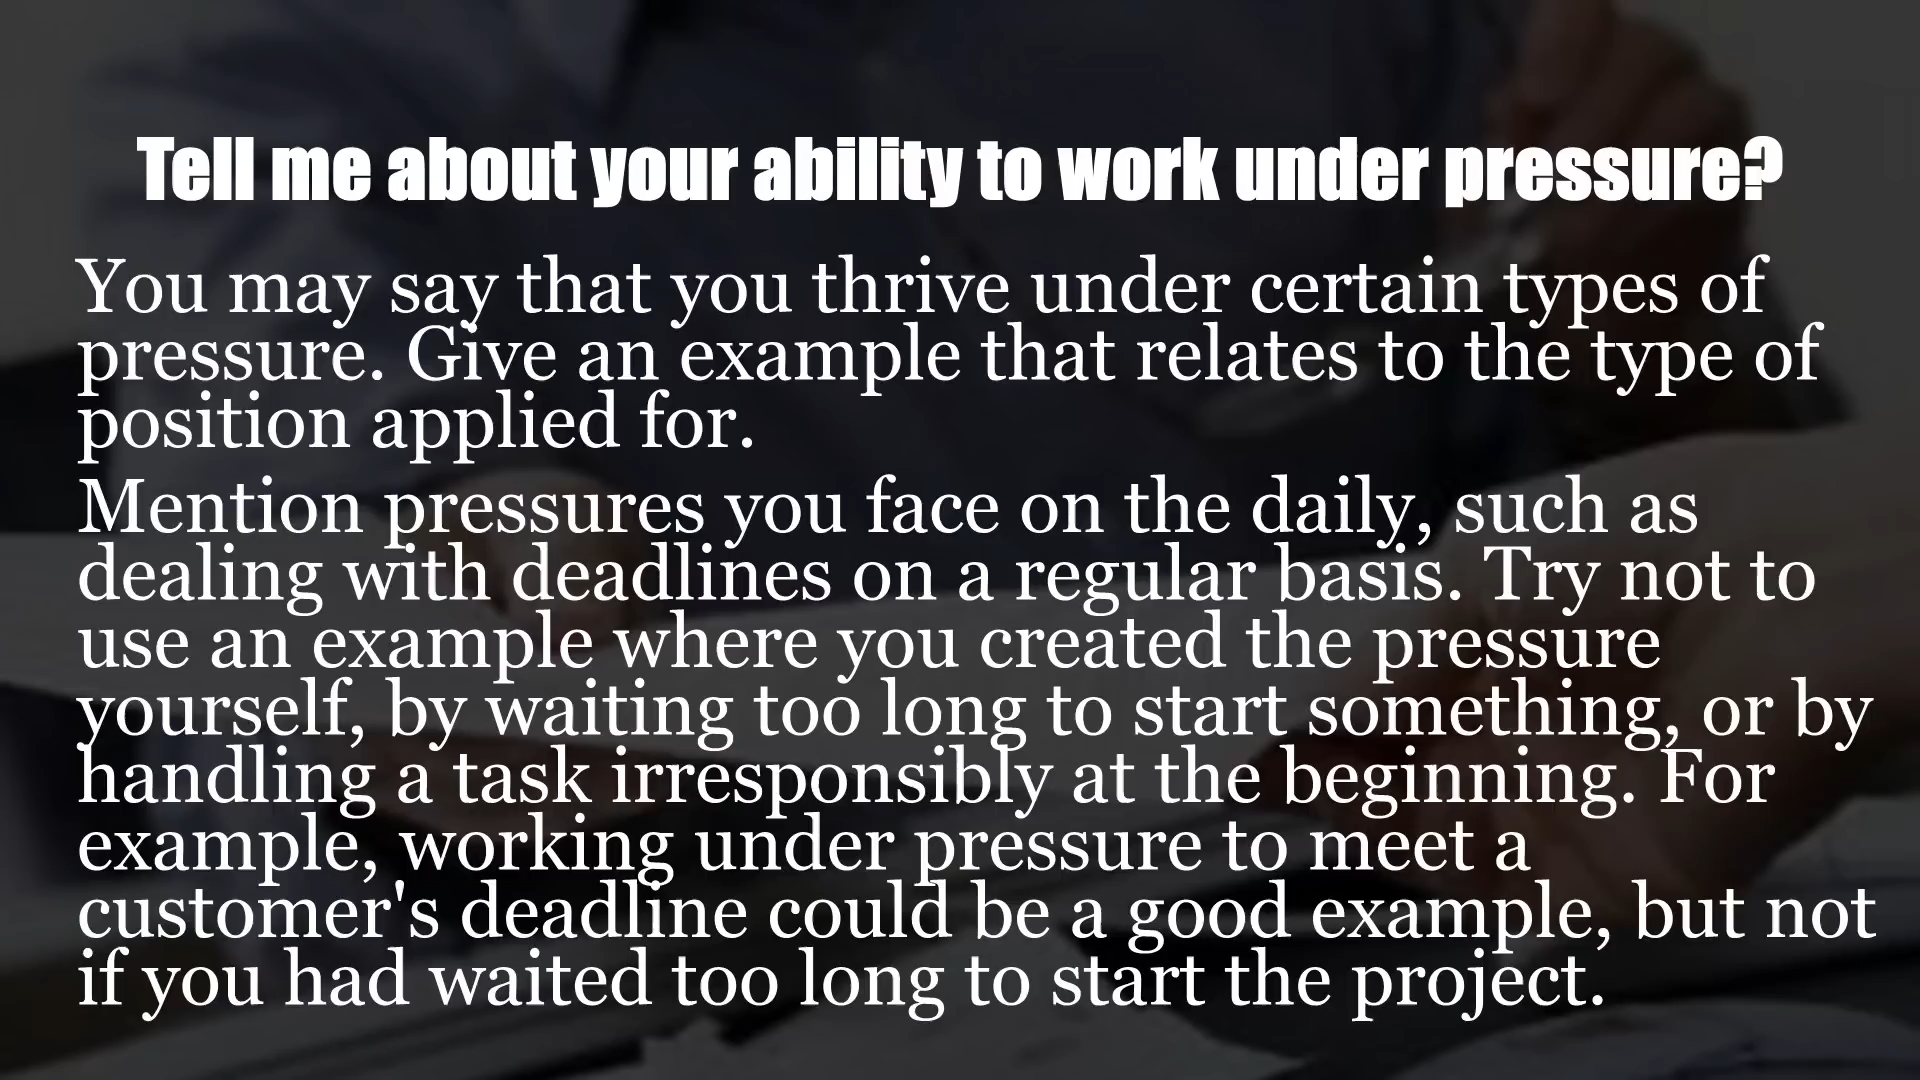 Tell me about your ability to work under pressure?
You may say that you thrive under certain types of
pressure. Give an example that relates to the type of
position applied for.
Mention pressures you face on the daily, such as
dealing with deadlines on a regular basis. Try not to
use an example where you created the pressure
yourself, by waiting too long to start something, or by
handling a task irresponsibly at the beginning. For
example, working under pressure to meet a
customer's deadline could be a good example, but not
if you had waited too long to start the project.